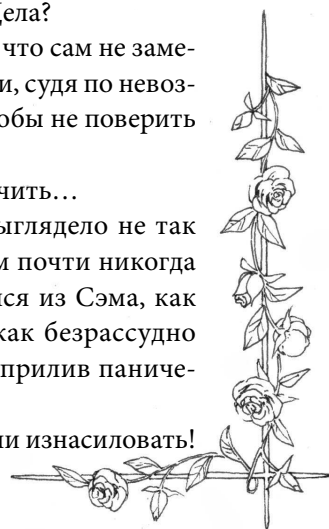 Дела?
что сам не заме-
и, судя по невоз-
обы не поверить
чить…
ыглядело не так
м почти никогда
ся из Сэма, как
как безрассудно
прилив паниче-
ли изнасиловать!